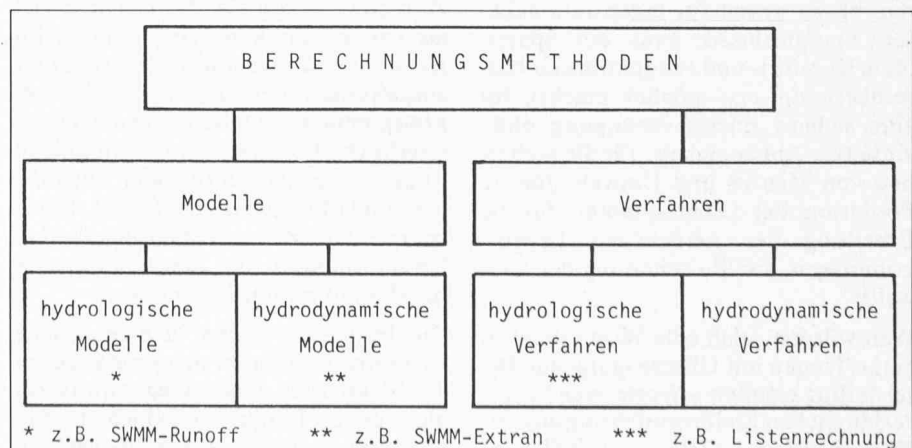 BERECHNUNGSMETHODEN
Modelle
Verfahren
hydrologische
Modelle
*
hydrodynamische
Modelle
**
hydrologische
Verfahren
***
hydrodynamische
Verfahren
* z.B. SWMM-Runoff ** z.B. SWMM-Extran *** z.B. Listenrechnung